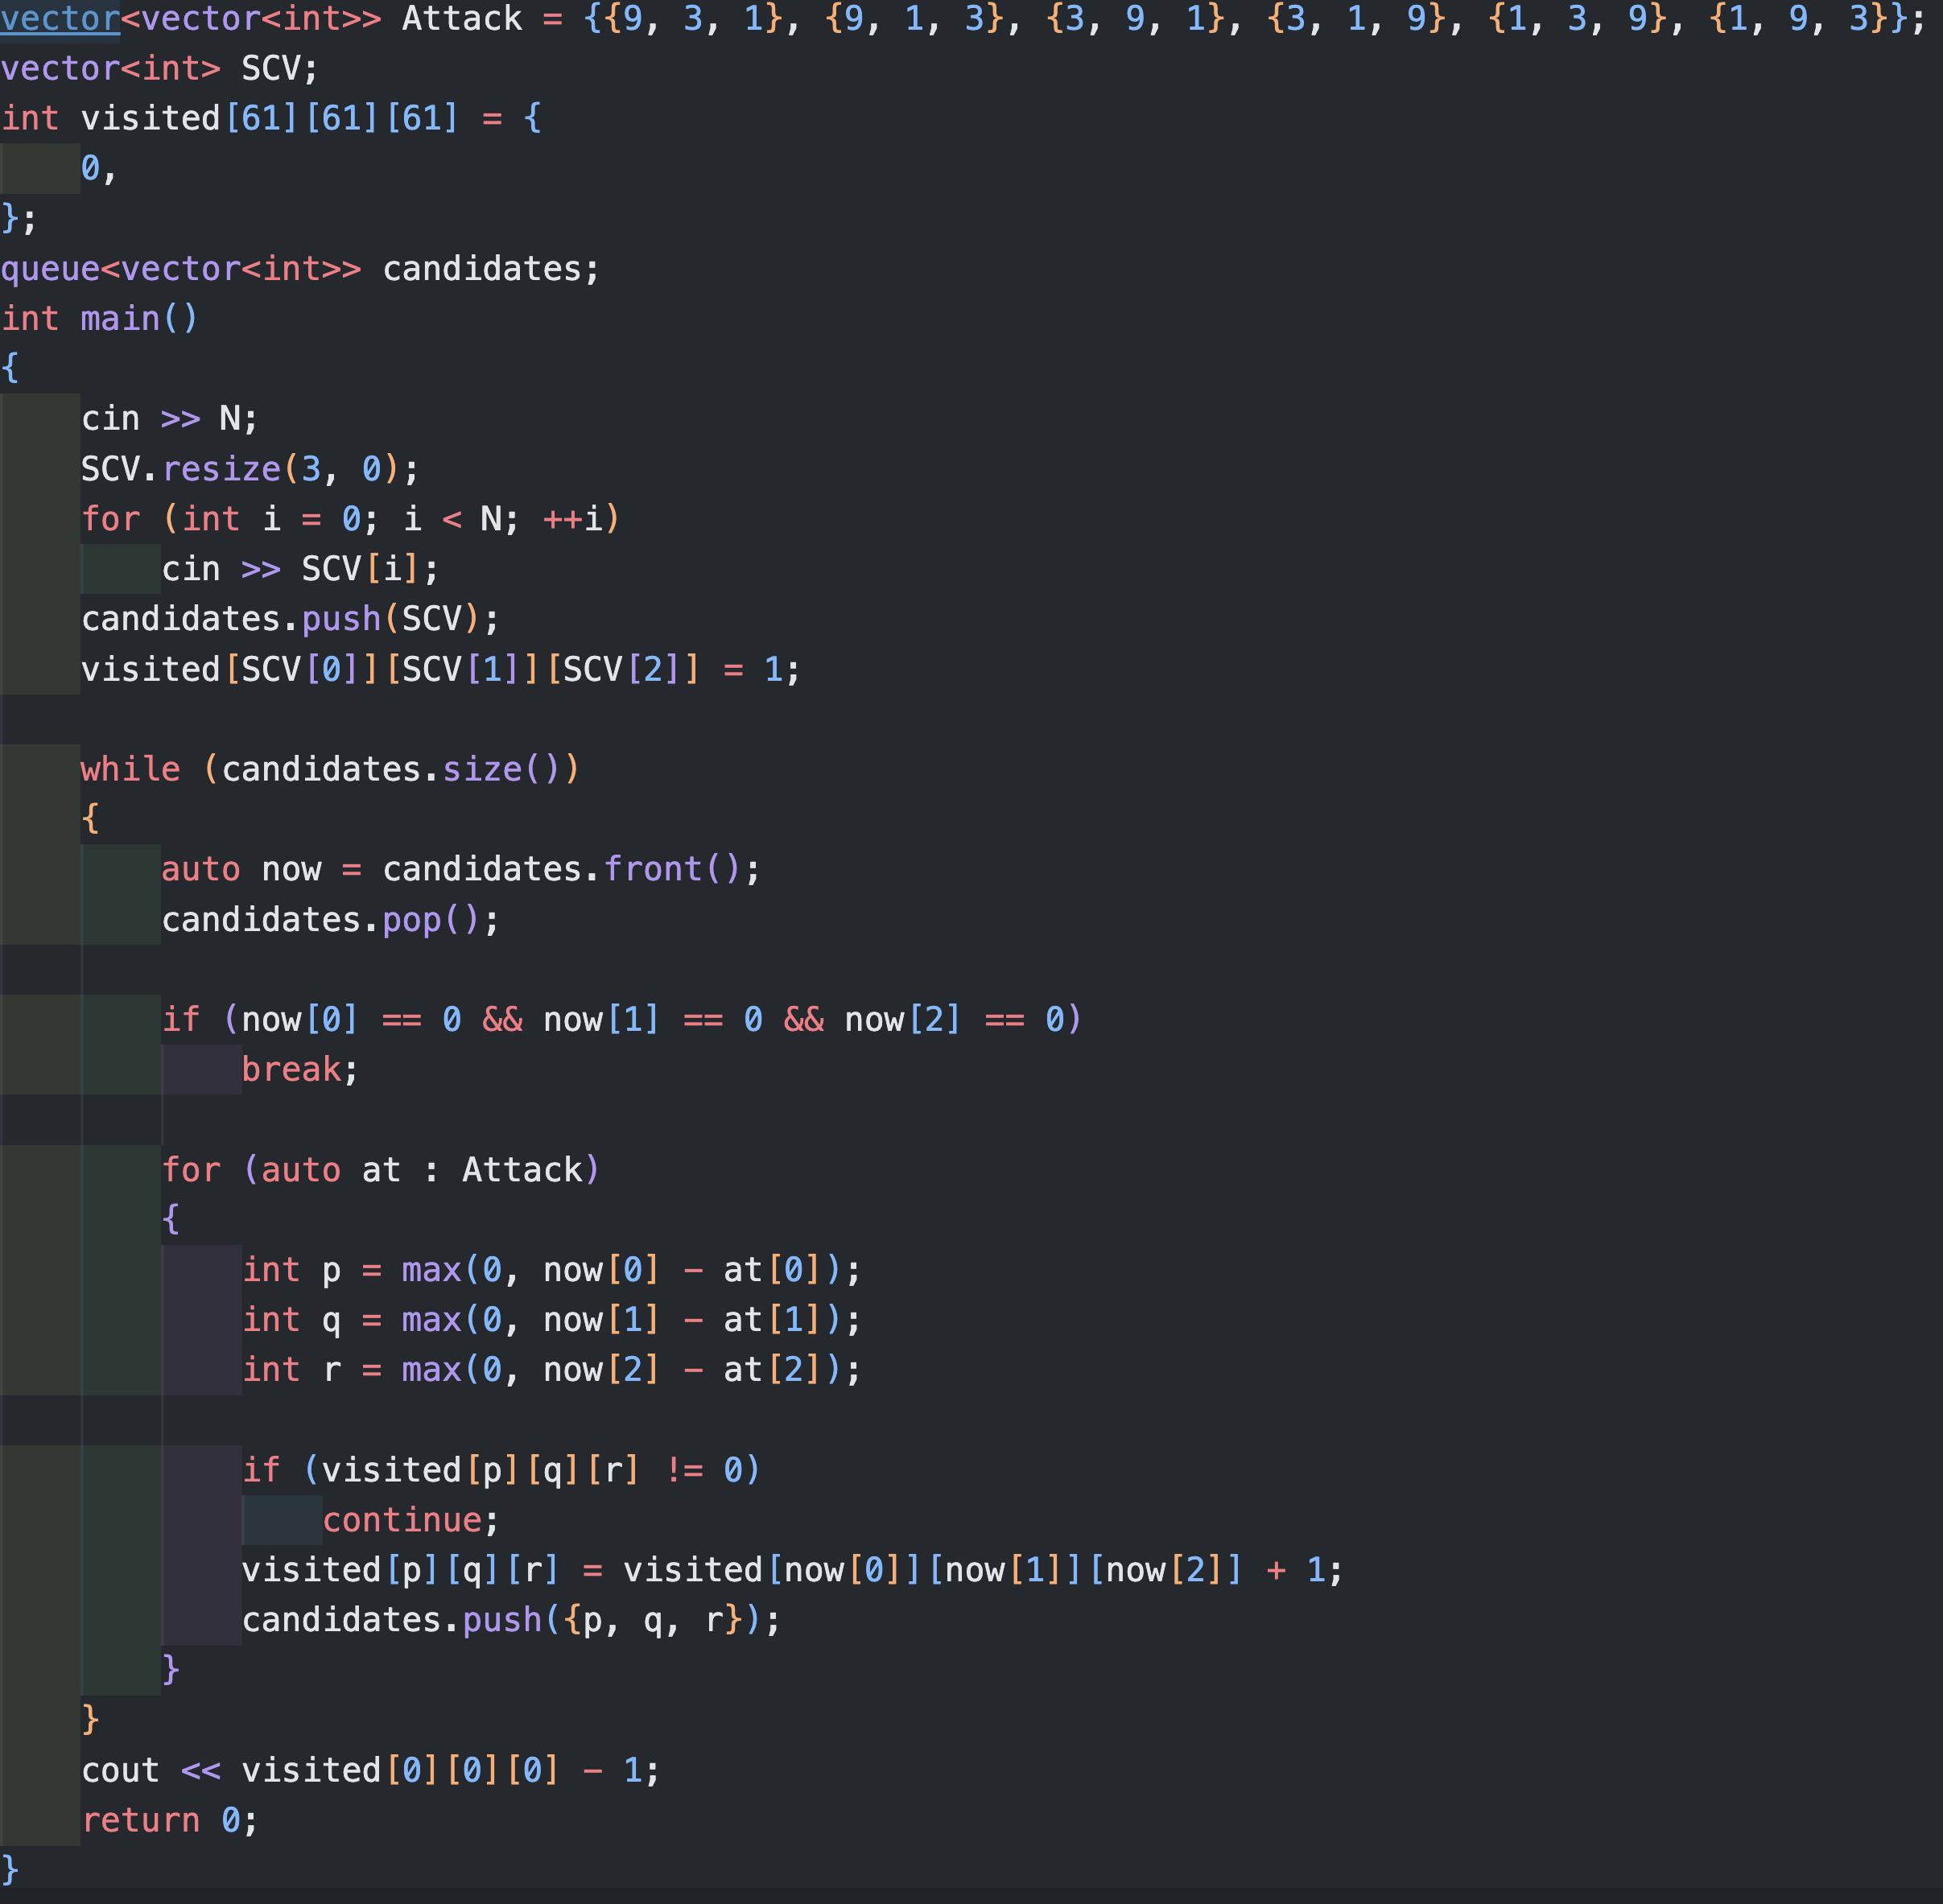 vector<vector<int>> Attack = {{9, 3, 1}, {9, 1, 3}, {3, 9, 1}, {3, 1, 9}, {1, 3, 9}, {1, 9, 3}};
vector<int> SCV;
int visited[61][61][61] = {
    0,
};
queue<vector<int>> candidates;
int main()
{
    cin >> N;
    SCV.resize(3, 0);
    for (int i = 0; i < N; ++i)
        cin >> SCV[i];
    candidates.push(SCV);
    visited[SCV[0]][SCV[1]][SCV[2]] = 1;

    while (candidates.size())
    {
        auto now = candidates.front();
        candidates.pop();

        if (now[0] == 0 && now[1] == 0 && now[2] == 0)
            break;

        for (auto at : Attack)
        {
            int p = max(0, now[0] - at[0]);
            int q = max(0, now[1] - at[1]);
            int r = max(0, now[2] - at[2]);

            if (visited[p][q][r] != 0)
                continue;
            visited[p][q][r] = visited[now[0]][now[1]][now[2]] + 1;
            candidates.push({p, q, r});
        }
    }
    cout << visited[0][0][0] - 1;
    return 0;
}